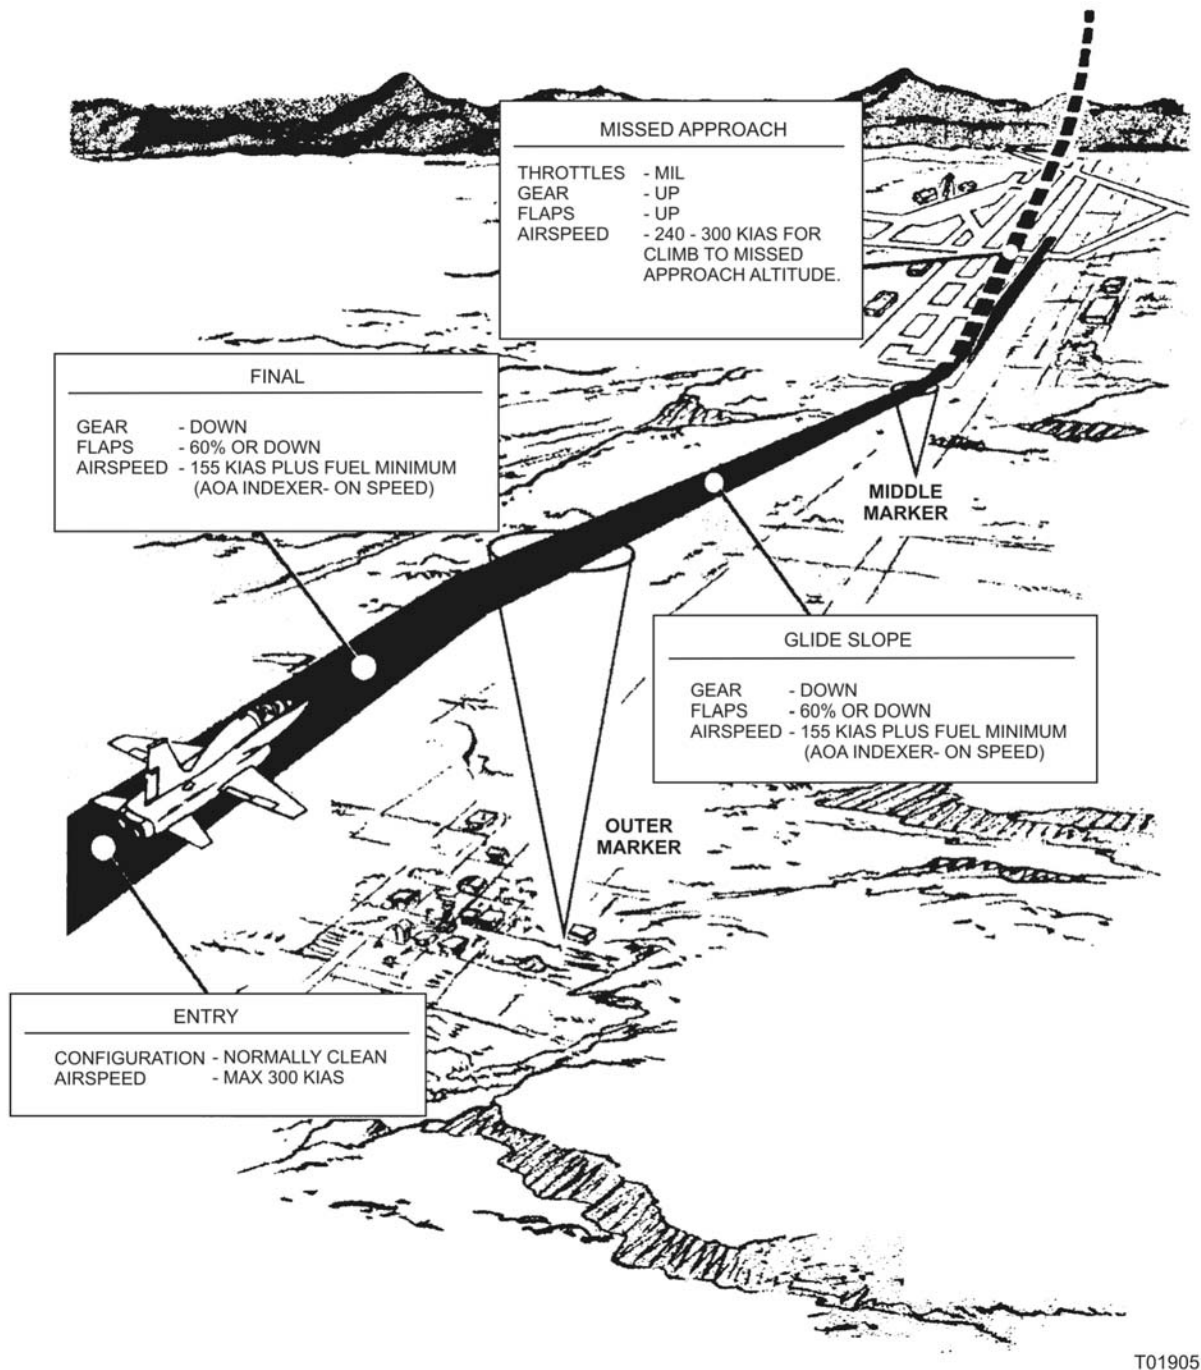 MISSED APPROACH
THROTTLES - MIL
GEAR - UP
FLAPS - UP
AIRSPEED - 240 - 300 KIAS FOR
CLIMB TO MISSED
APPROACH ALTITUDE.
FINAL
GEAR - DOWN
FLAPS - 60% OR DOWN
AIRSPEED - 155 KIAS PLUS FUEL MINIMUM
(AOA INDEXER- ON SPEED)
MIDDLE
MARKER
GLIDE SLOPE
GEAR - DOWN
FLAPS - 60% OR DOWN
AIRSPEED - 155 KIAS PLUS FUEL MINIMUM
(AOA INDEXER- ON SPEED)
OUTER
MARKER
ENTRY
CONFIGURATION - NORMALLY CLEAN
AIRSPEED - MAX 300 KIAS
T01905